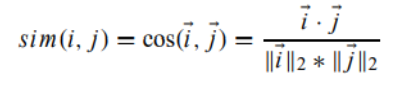 sim(i, j) = cos(i⃗, j⃗) = (i⃗ · j⃗) / (‖i⃗‖₂ * ‖j⃗‖₂)